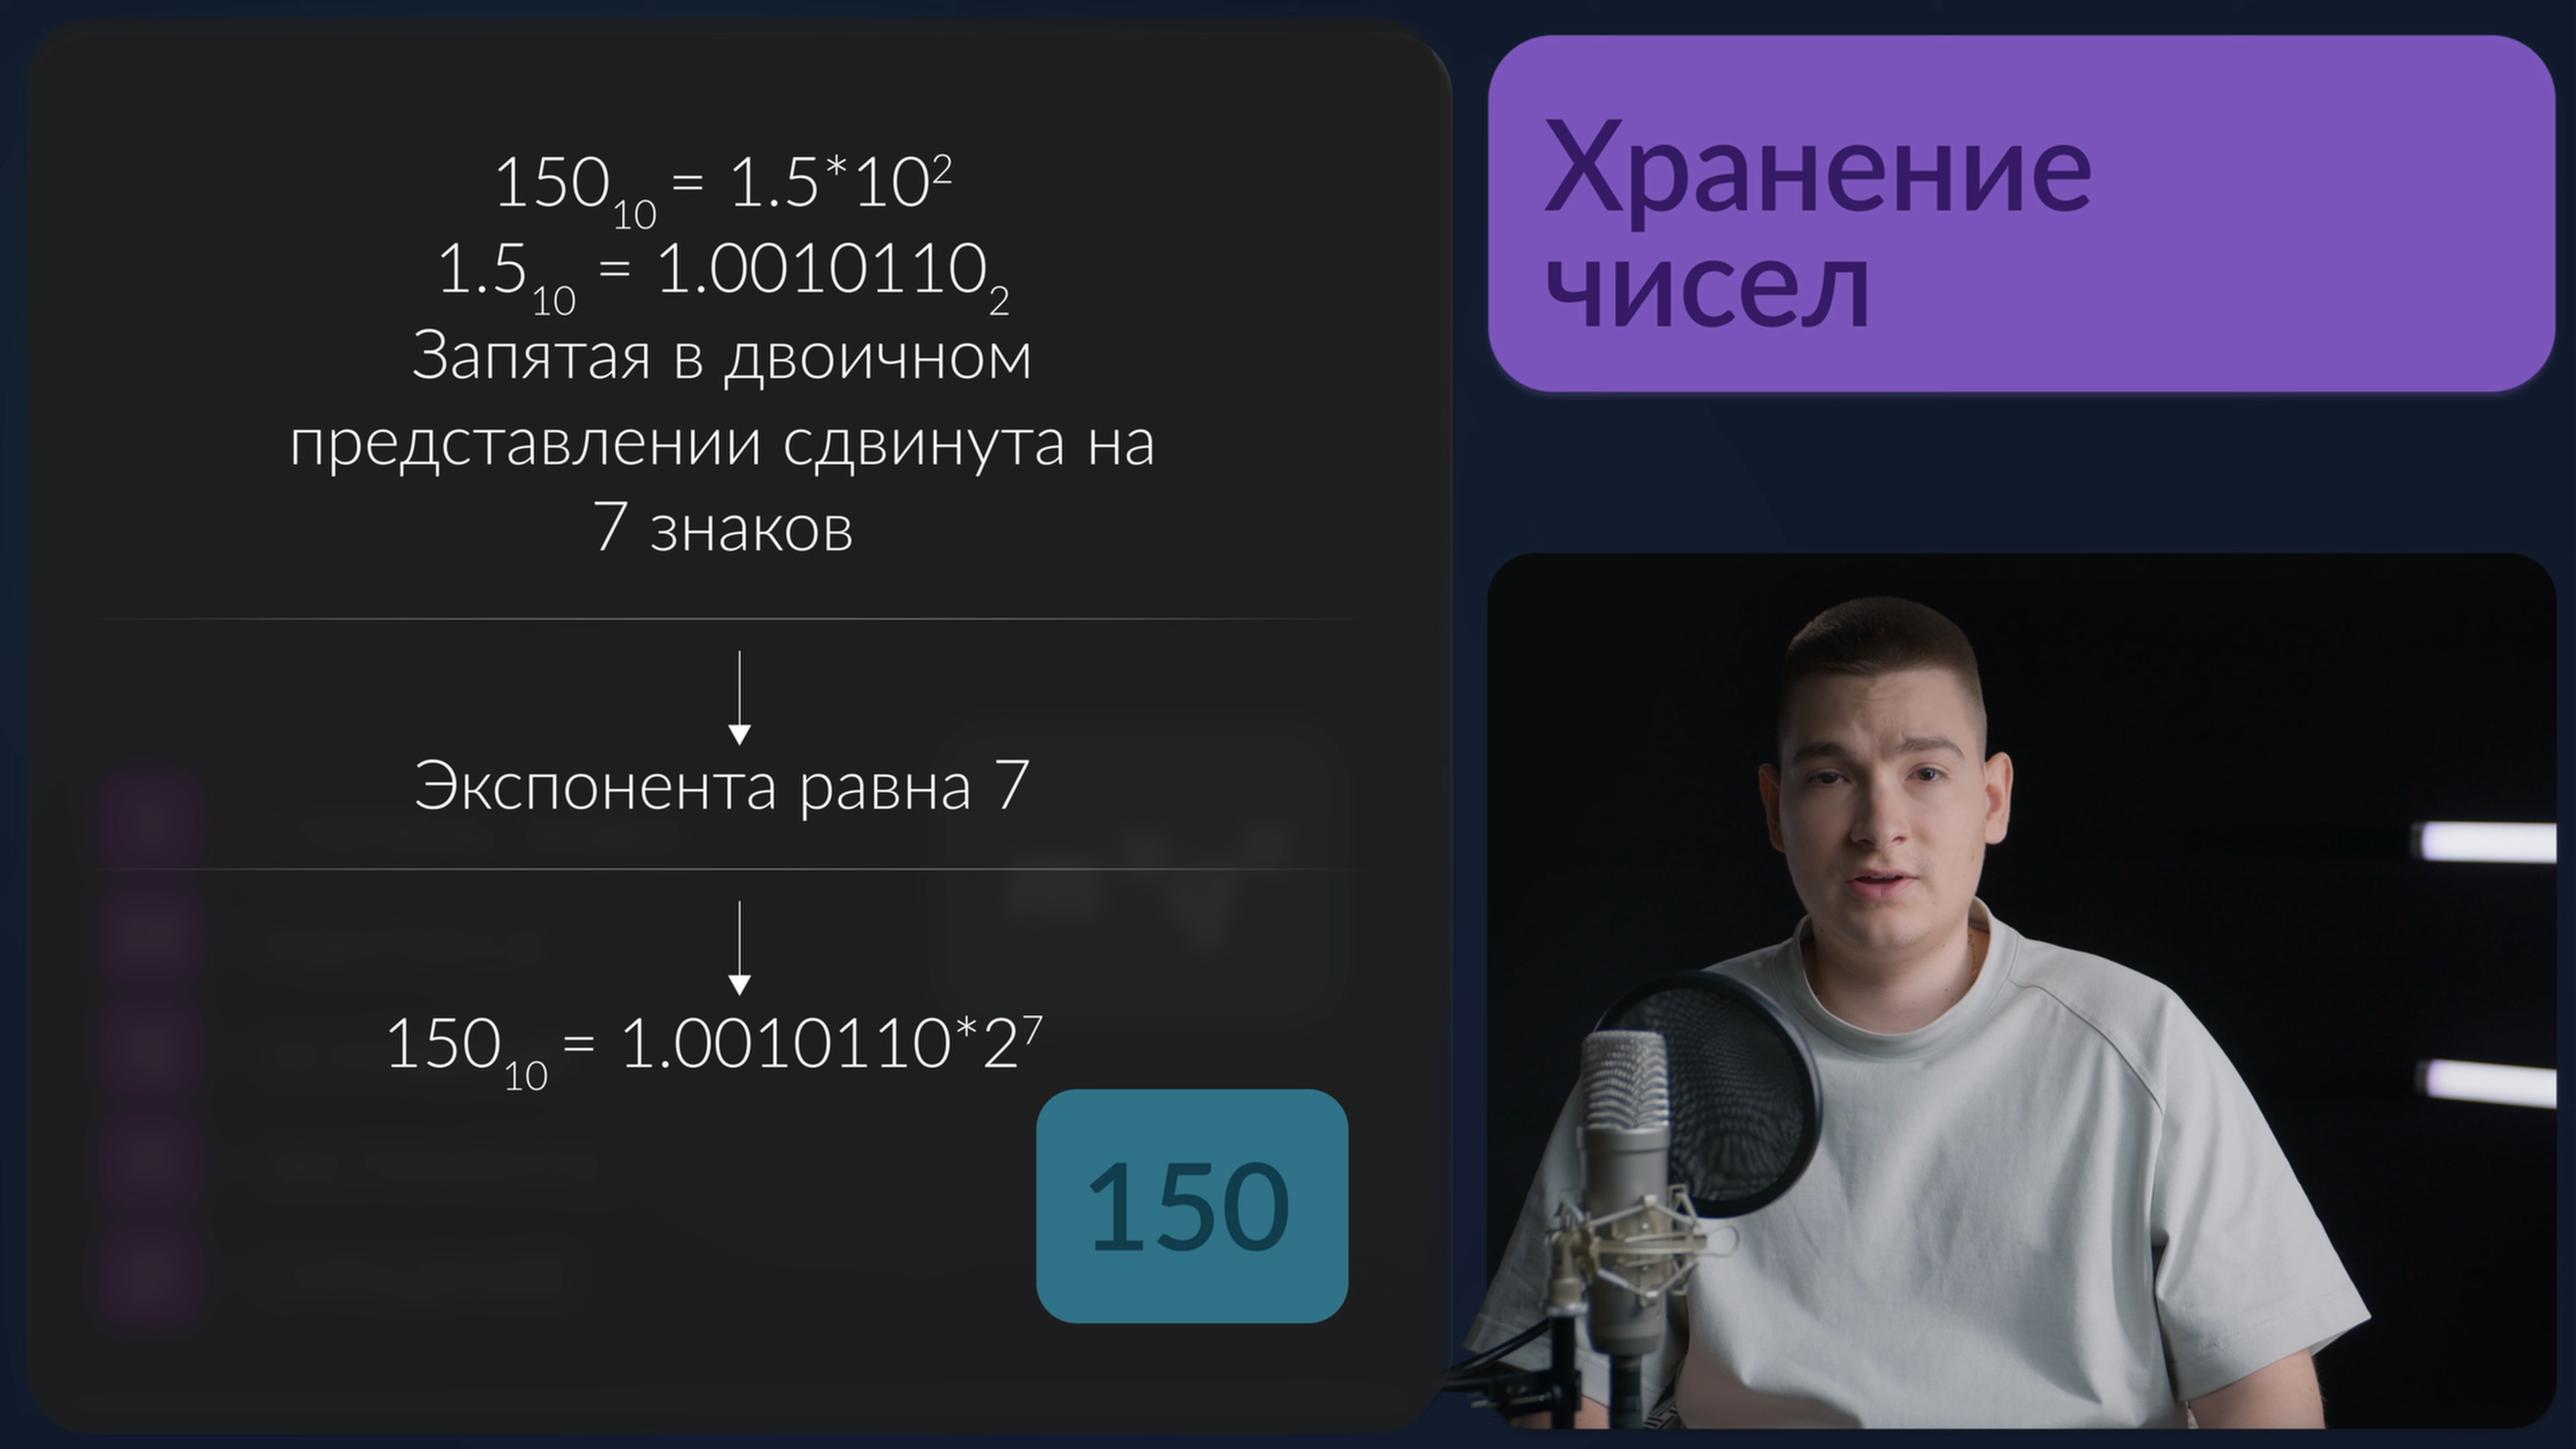 150₁₀ = 1.5*10²
1.5₁₀ = 1.0010110₂
Запятая в двоичном
представлении сдвинута на
7 знаков
Экспонента равна 7
150₁₀ = 1.0010110*2⁷
150
Хранение
чисел